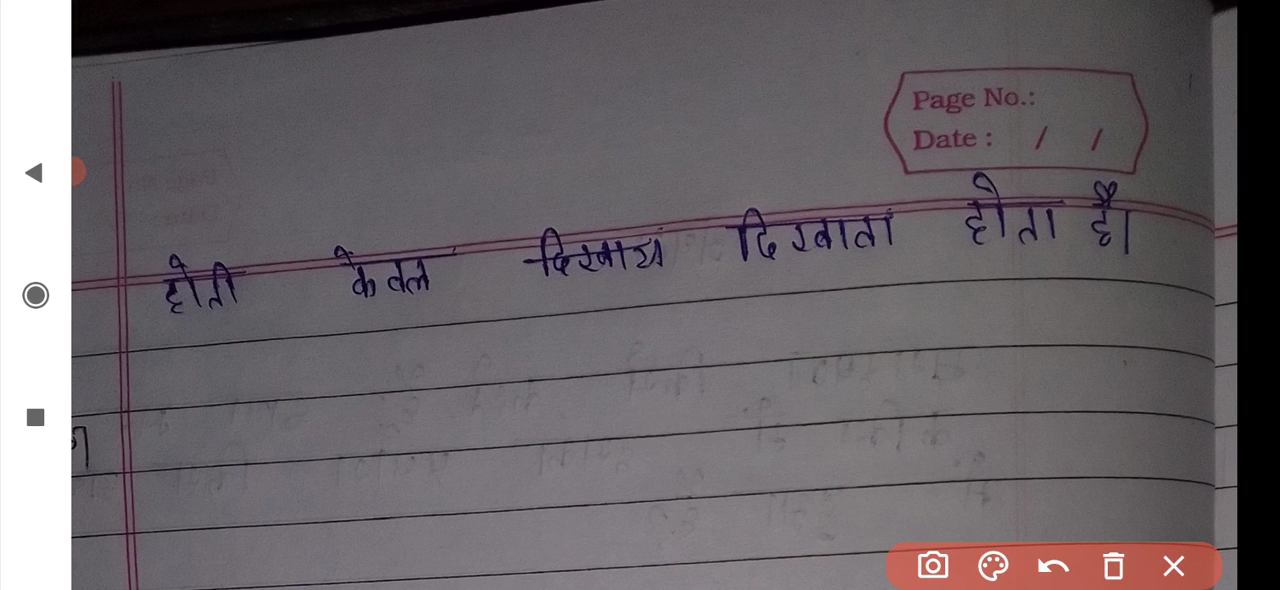 Page No.:
Date : / /
होती केवल दिखाय दिखाता होता है।